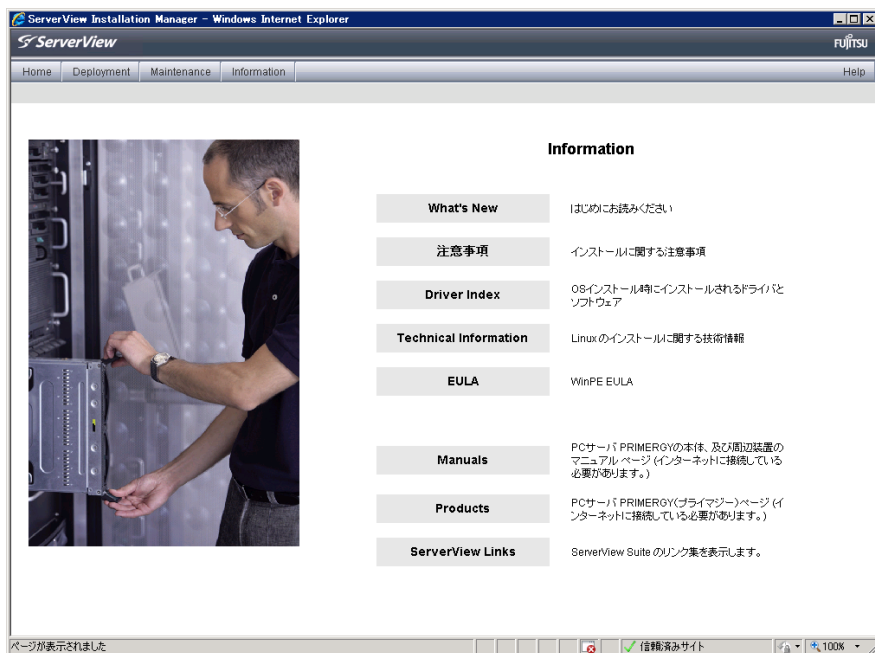 ServerView Installation Manager - Windows Internet Explorer
ServerView
FUJITSU
Home Deployment Maintenance Information Help
Information
What's New はじめにお読みください
注意事項 インストールに関する注意事項
Driver Index OSインストール時にインストールされるドライバと
ソフトウェア
Technical Information Linuxのインストールに関する技術情報
EULA WinPE EULA
Manuals PCサーバ PRIMERGYの本体、及び周辺装置の
マニュアル ページ (インターネットに接続している
必要があります。)
Products PCサーバ PRIMERGY(プライマジー)ページ (イ
ンターネットに接続している必要があります。)
ServerView Links ServerView Suite のリンク集を表示します。
ページが表示されました 信頼済みサイト 100%